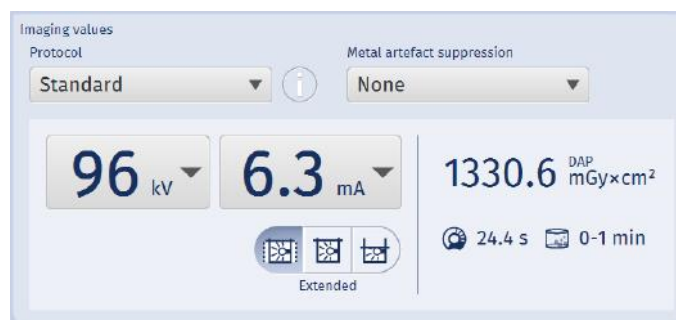 Imaging values
Protocol Metal artefact suppression
Standard None
96 kV 6.3 mA 1330.6 DAP mGy×cm²
24.4 s 0-1 min
Extended